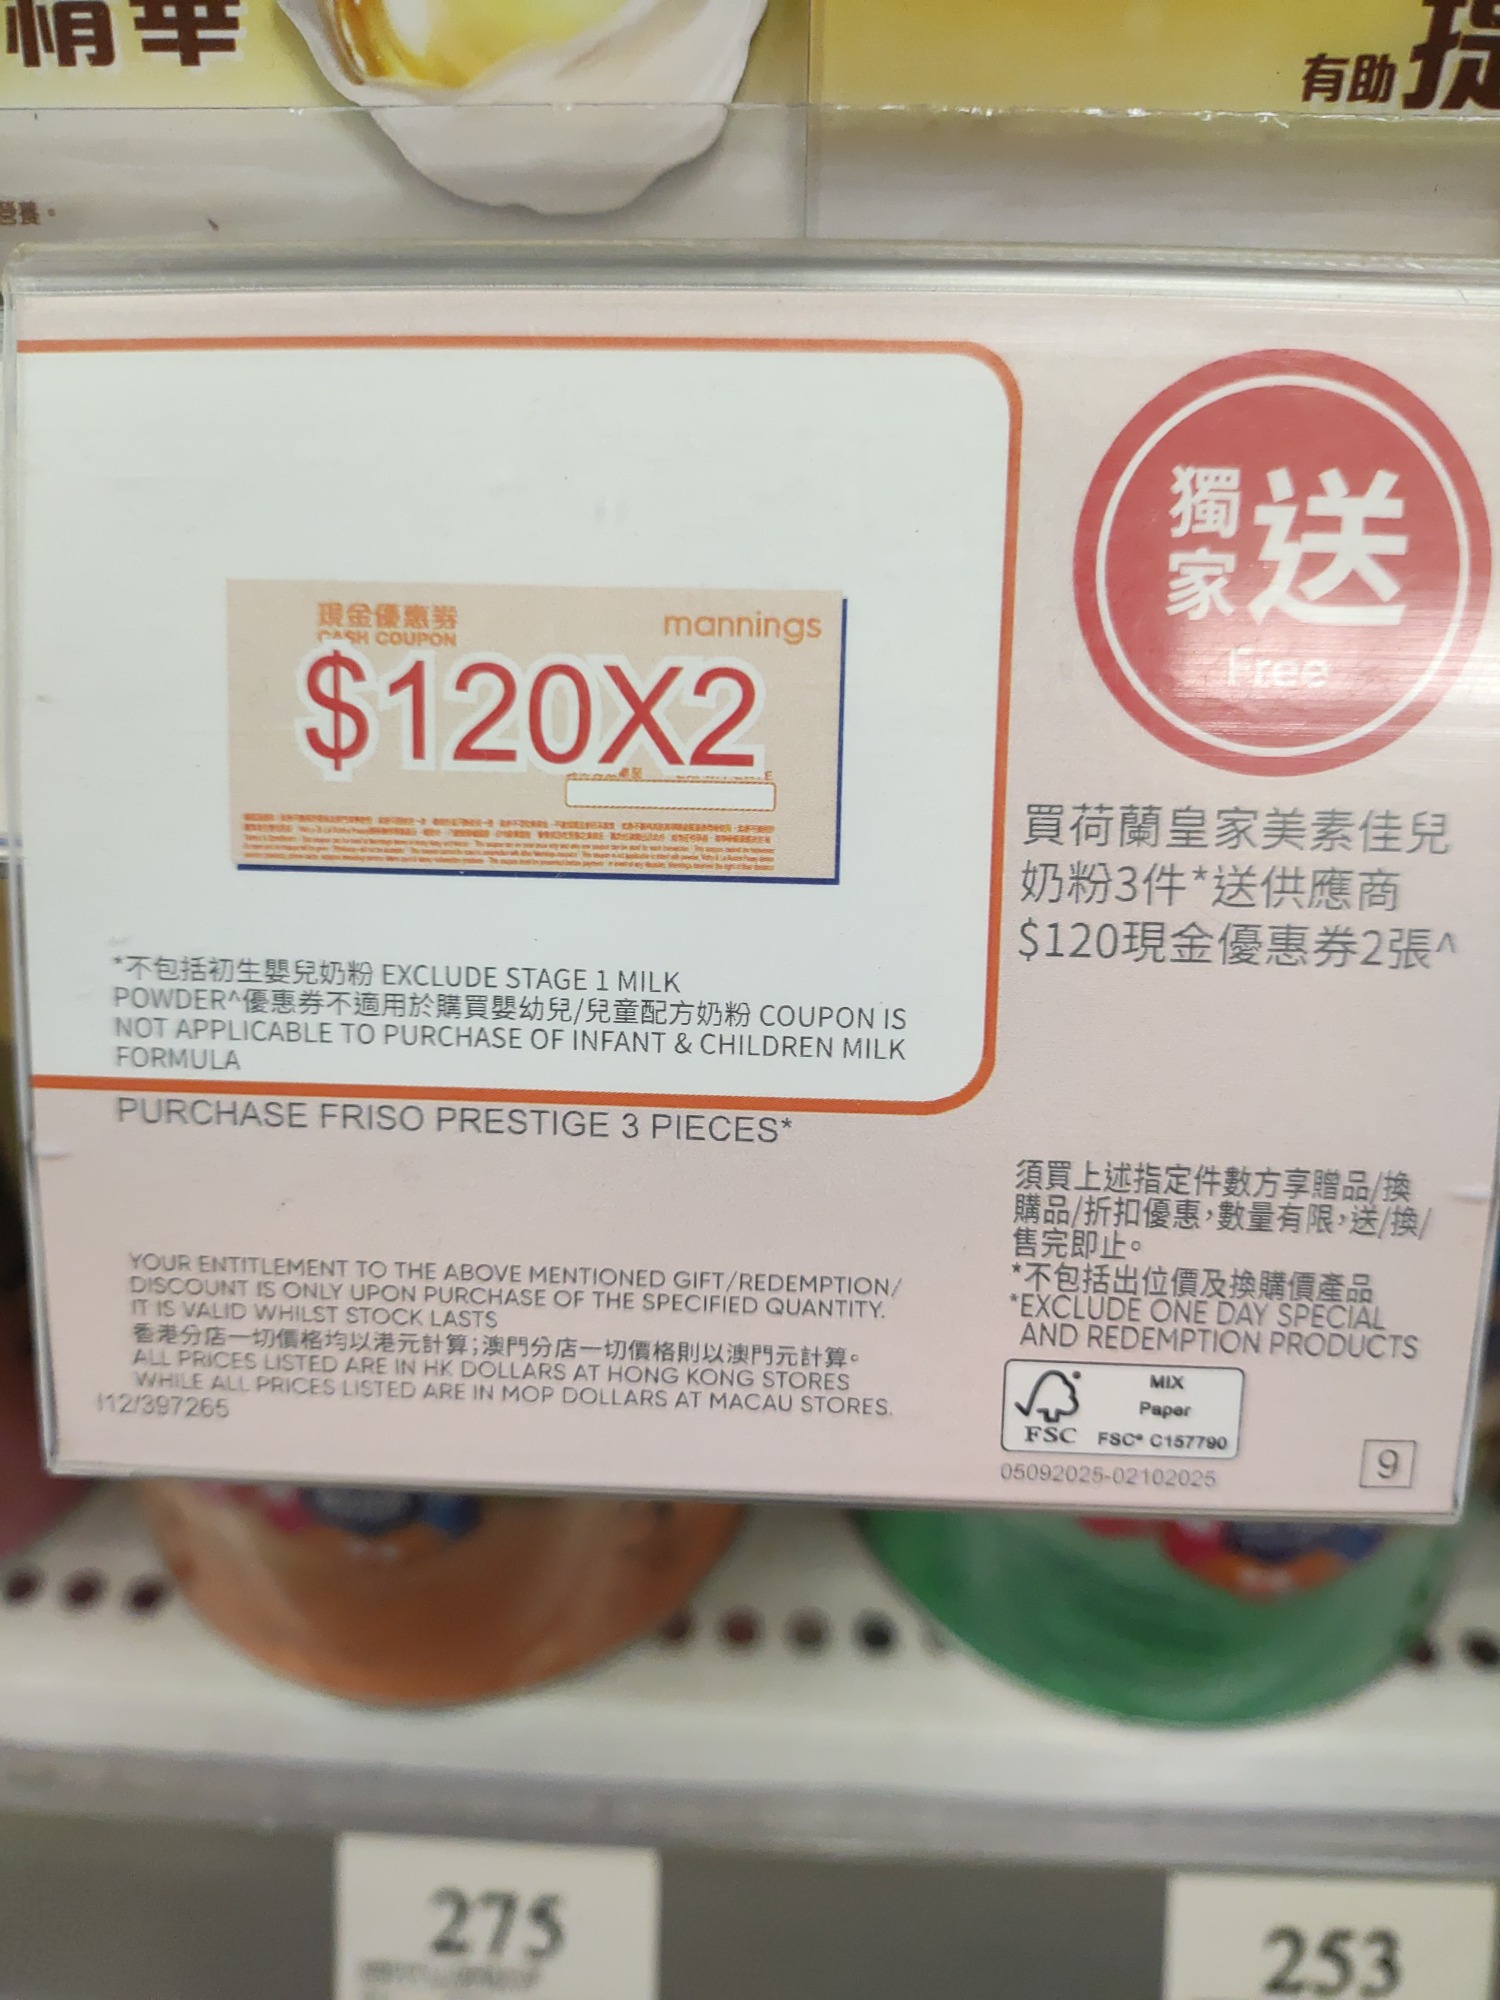 精華
有助提
營養。
獨家送
Free
現金優惠券
CASH COUPON
mannings
$120X2
買荷蘭皇家美素佳兒
奶粉3件*送供應商
$120現金優惠券2張^
*不包括初生嬰兒奶粉 EXCLUDE STAGE 1 MILK
POWDER^優惠券不適用於購買嬰幼兒/兒童配方奶粉 COUPON IS
NOT APPLICABLE TO PURCHASE OF INFANT & CHILDREN MILK
FORMULA
PURCHASE FRISO PRESTIGE 3 PIECES*
須買上述指定件數方享贈品/換
購品/折扣優惠，數量有限，送/換/
售完即止。
*不包括出位價及換購價產品
*EXCLUDE ONE DAY SPECIAL
AND REDEMPTION PRODUCTS
YOUR ENTITLEMENT TO THE ABOVE MENTIONED GIFT/REDEMPTION/
DISCOUNT IS ONLY UPON PURCHASE OF THE SPECIFIED QUANTITY.
IT IS VALID WHILST STOCK LASTS
香港分店一切價格均以港元計算；澳門分店一切價格則以澳門元計算。
ALL PRICES LISTED ARE IN HK DOLLARS AT HONG KONG STORES
WHILE ALL PRICES LISTED ARE IN MOP DOLLARS AT MACAU STORES.
I12/397265
MIX
Paper
FSC
FSC® C157790
05092025-02102025
9
275
253